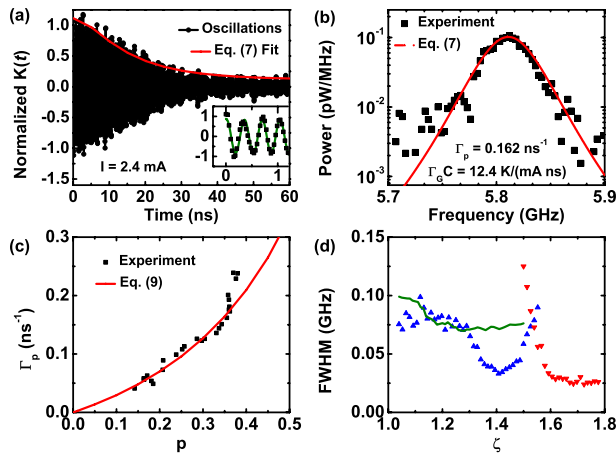 (a)
Normalized K(t)
1.0
0.5
0.0
-0.5
-1.0
Oscillations
Eq. (7) Fit
I = 2.4 mA
1
0
-1
0 1
0 10 20 30 40 50 60
Time (ns)
(b)
Power (pW/MHz)
10⁻¹
10⁻²
10⁻³
Experiment
Eq. (7)
Γp = 0.162 ns⁻¹
ΓGC = 12.4 K/(mA ns)
5.7 5.8 5.9
Frequency (GHz)
(c)
Γp (ns⁻¹)
0.3
0.2
0.1
0.0
Experiment
Eq. (9)
0.0 0.1 0.2 0.3 0.4 0.5
p
(d)
FWHM (GHz)
0.15
0.10
0.05
0.00
1.0 1.2 1.4 1.6 1.8
ζ